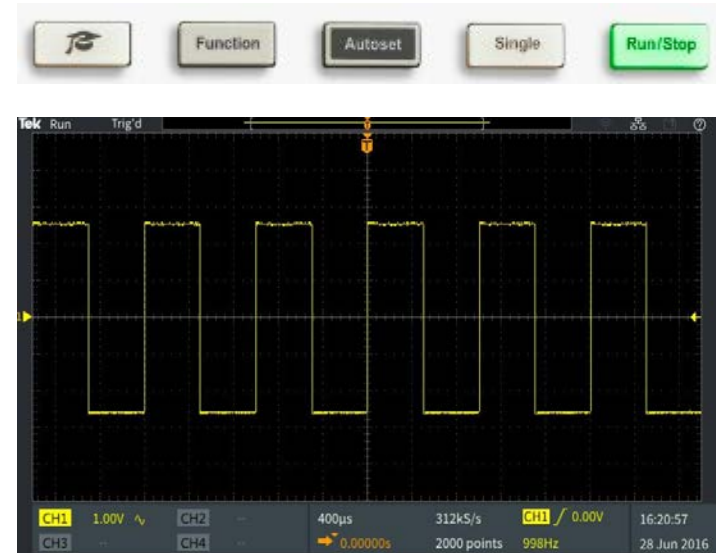 Function
Autoset
Single
Run/Stop
Tek Run Trig'd
T
T
1
CH1 1.00V CH2 -- 400µs 312kS/s CH1 0.00V 16:20:57
CH3 -- CH4 -- 0.00000s 2000 points 998Hz 28 Jun 2016